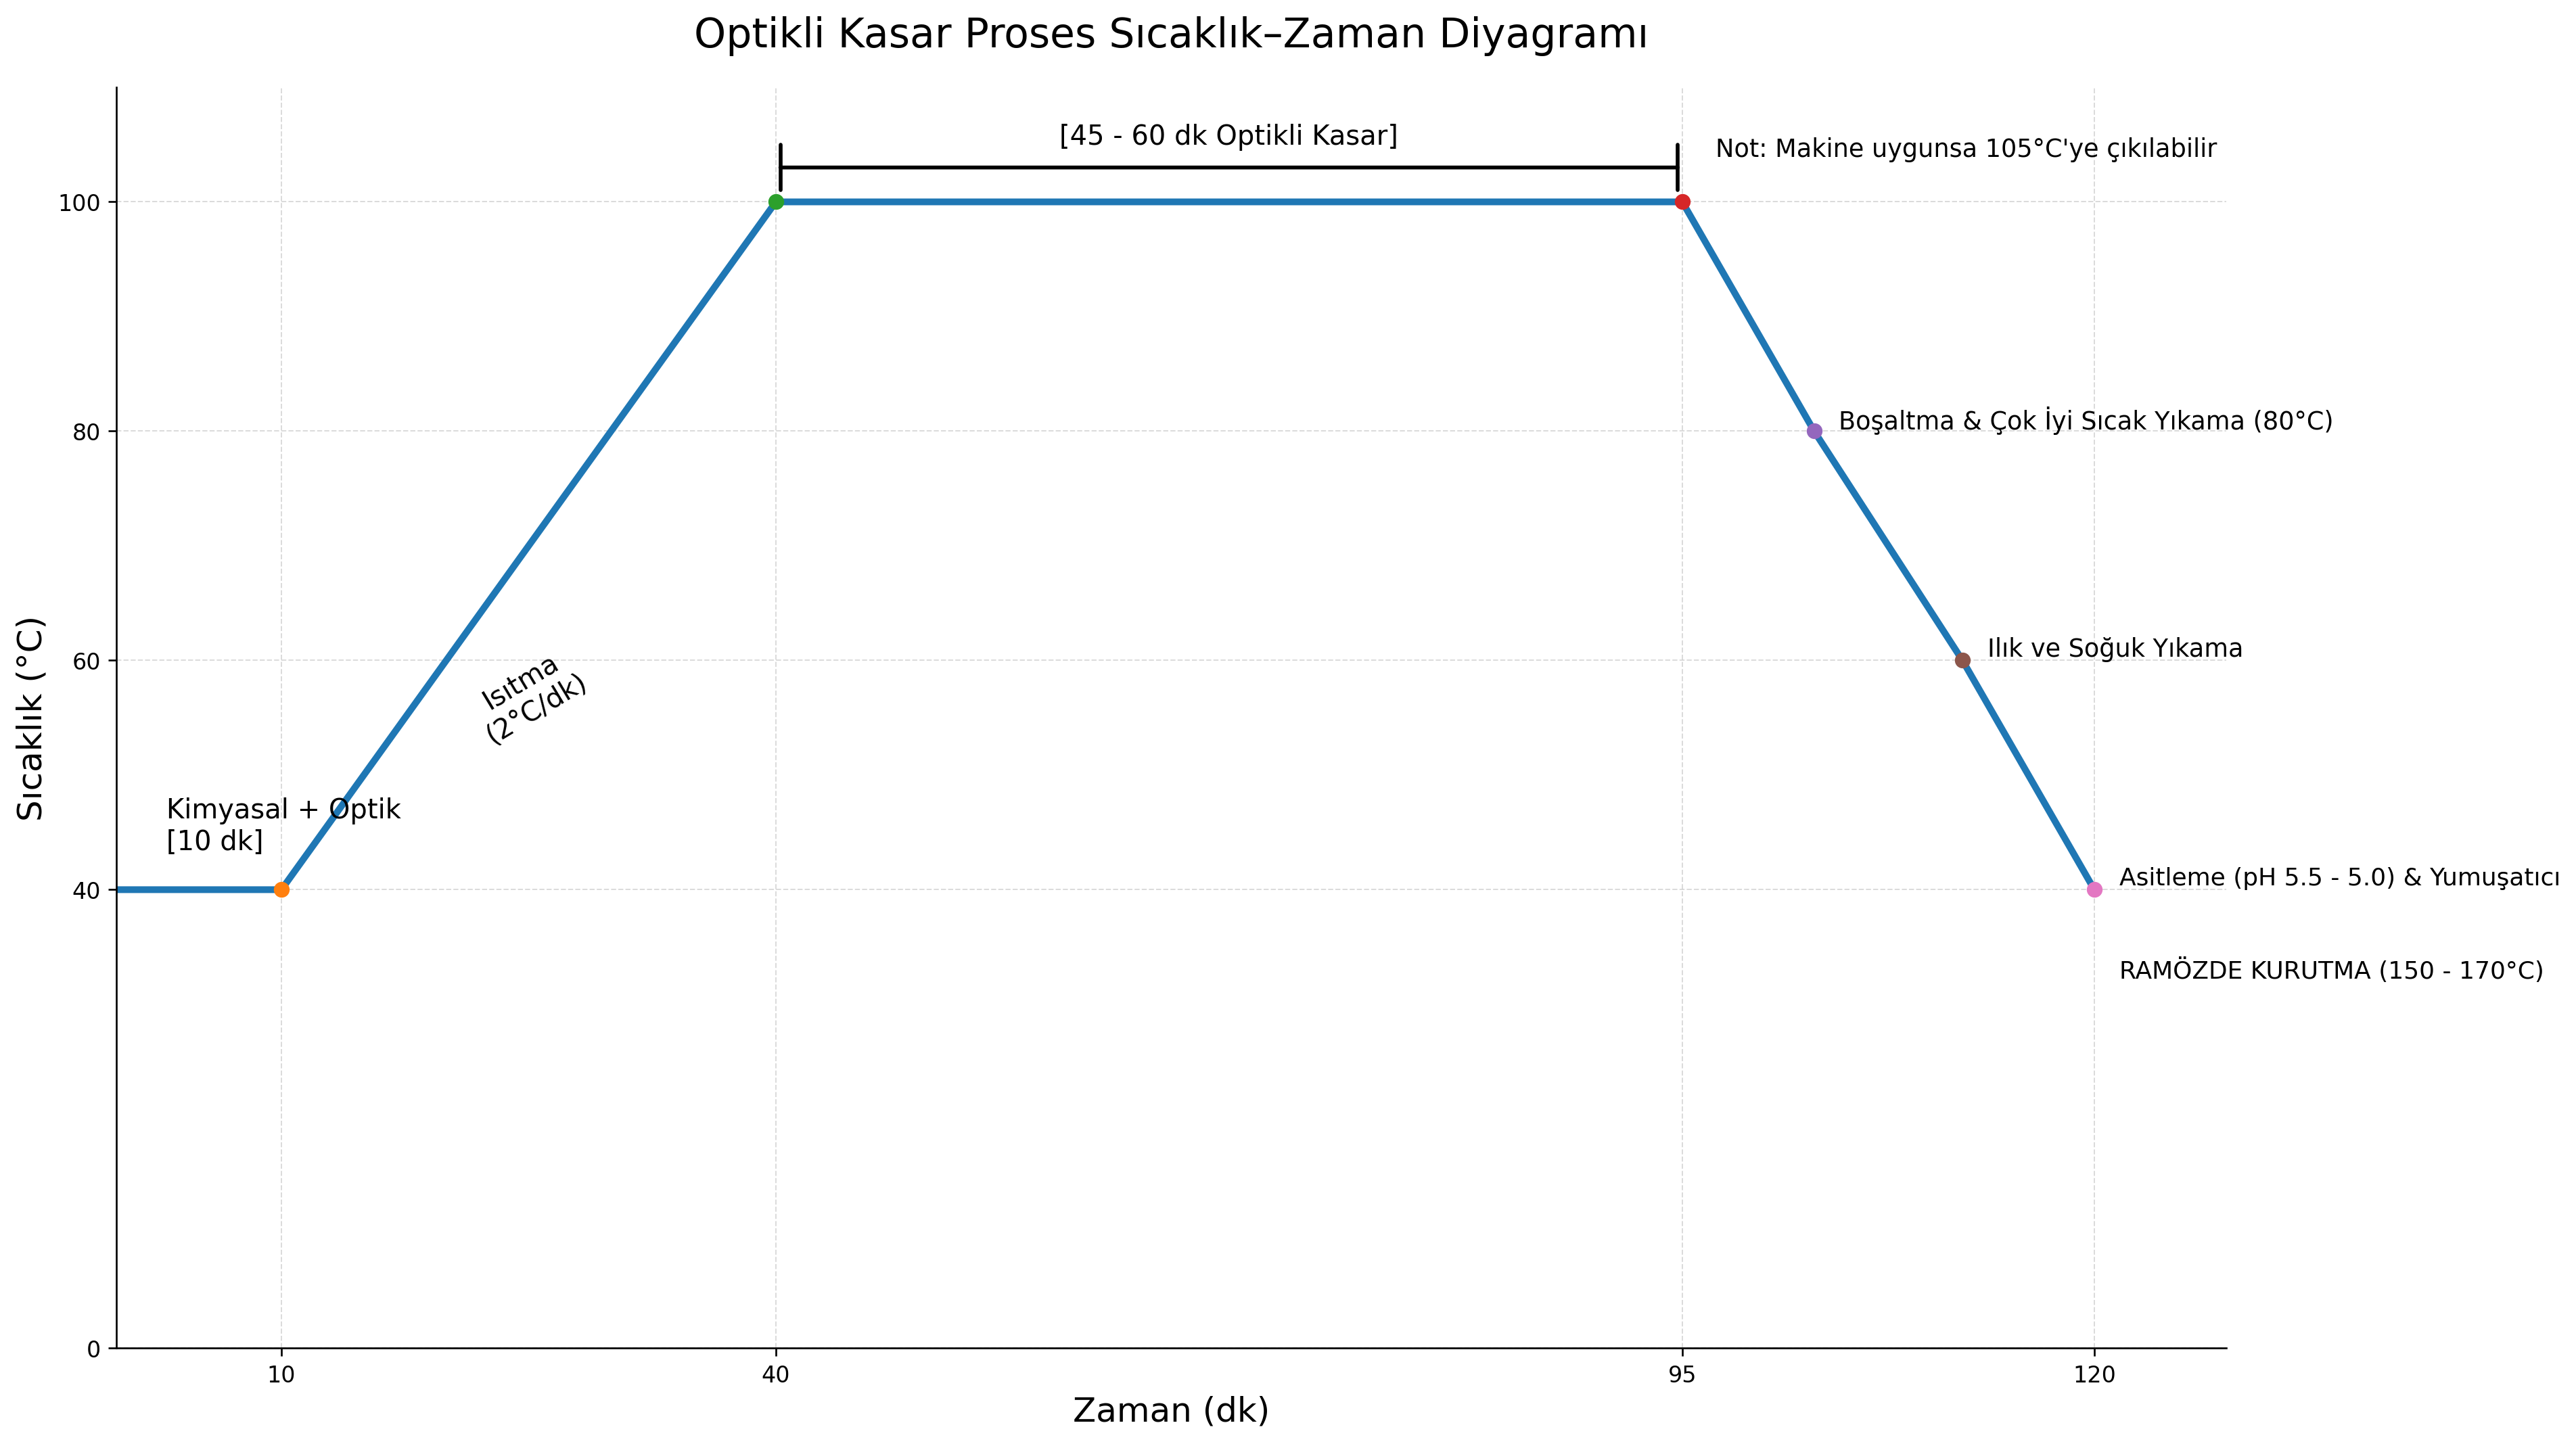 Optikli Kasar Proses Sıcaklık–Zaman Diyagramı
[45 - 60 dk Optikli Kasar]
Not: Makine uygunsa 105°C'ye çıkılabilir
100
80
Boşaltma & Çok İyi Sıcak Yıkama (80°C)
60
Ilık ve Soğuk Yıkama
Isıtma
(2°C/dk)
Sıcaklık (°C)
Kimyasal + Optik
[10 dk]
40
Asitleme (pH 5.5 - 5.0) & Yumuşatıcı
RAMÖZDE KURUTMA (150 - 170°C)
0
10
40
95
120
Zaman (dk)